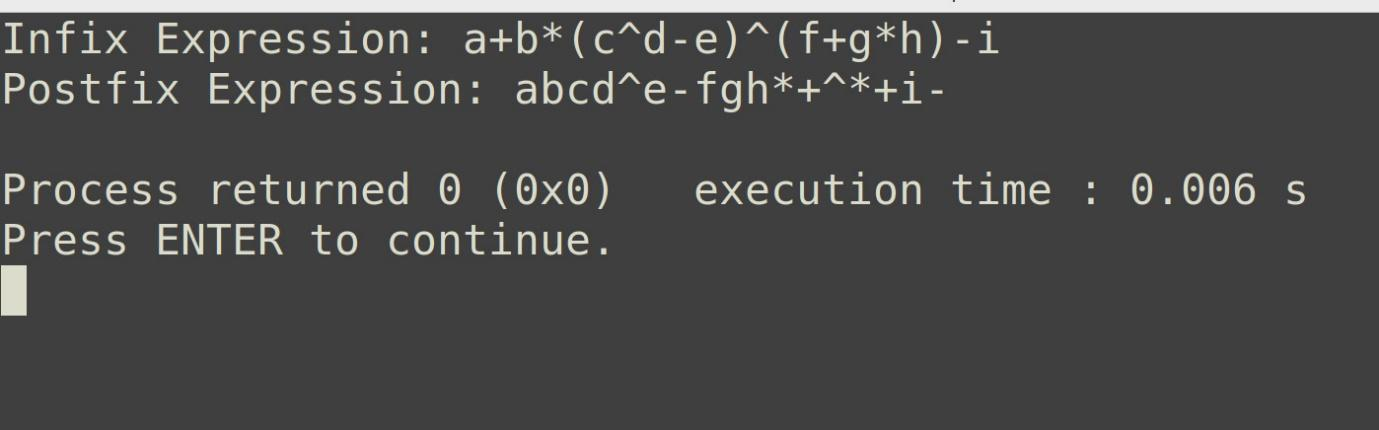 Infix Expression: a+b*(c^d-e)^(f+g*h)-i
Postfix Expression: abcd^e-fgh*+^*+i-
Process returned 0 (0x0)   execution time : 0.006 s
Press ENTER to continue.